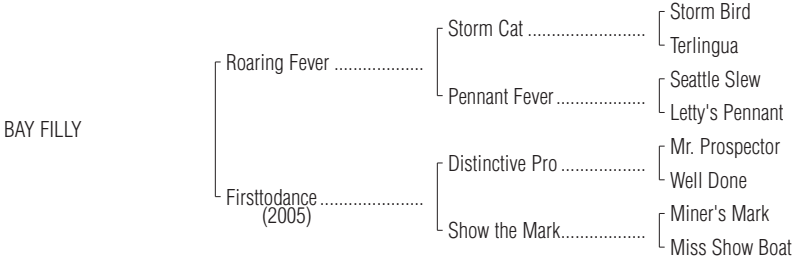 Storm Bird
Storm Cat .........................
Terlingua
Roaring Fever ...................
Seattle Slew
Pennant Fever...................
Letty's Pennant
BAY FILLY
Mr. Prospector
Distinctive Pro ..................
Well Done
Firsttodance ......................
(2005)
Miner's Mark
Show the Mark..................
Miss Show Boat